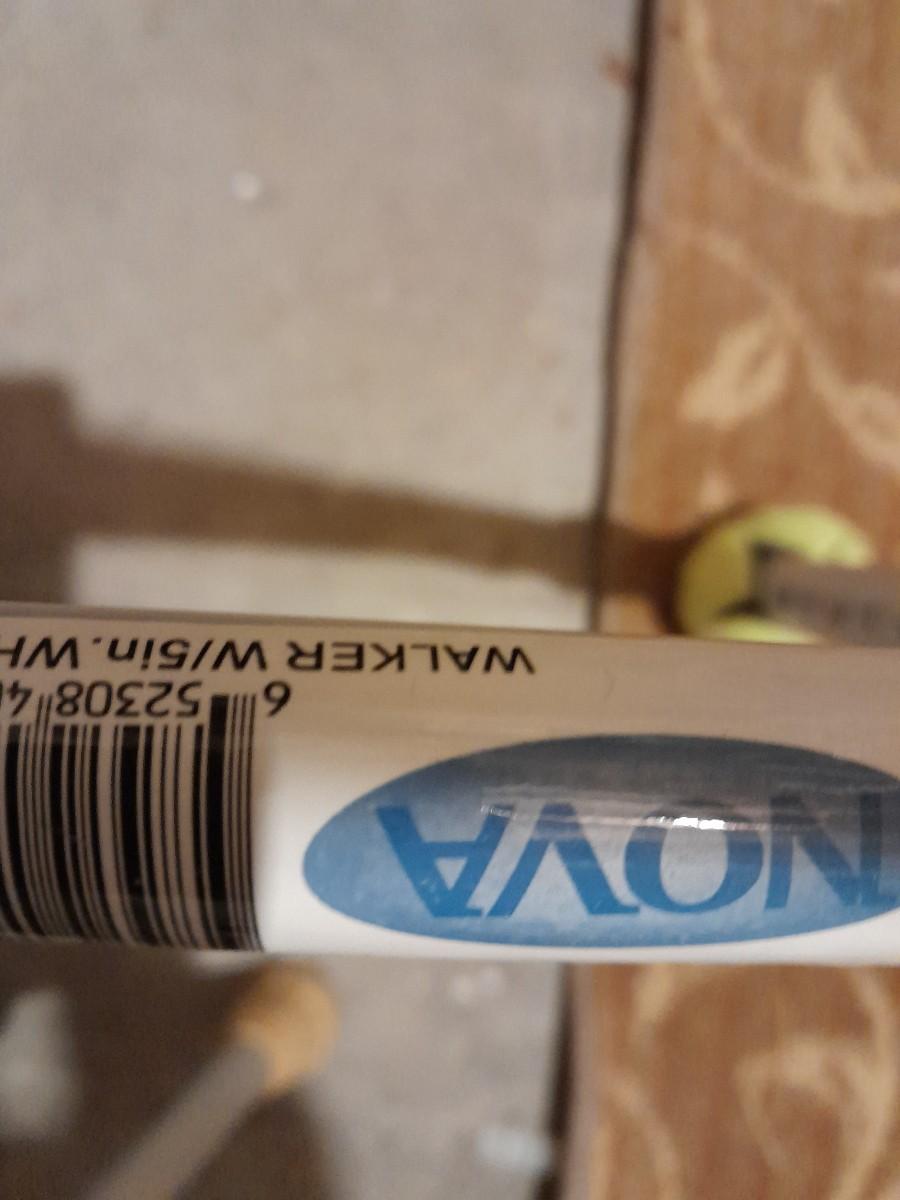 NOVA
WALKER W/5in.WH
6 52308 4